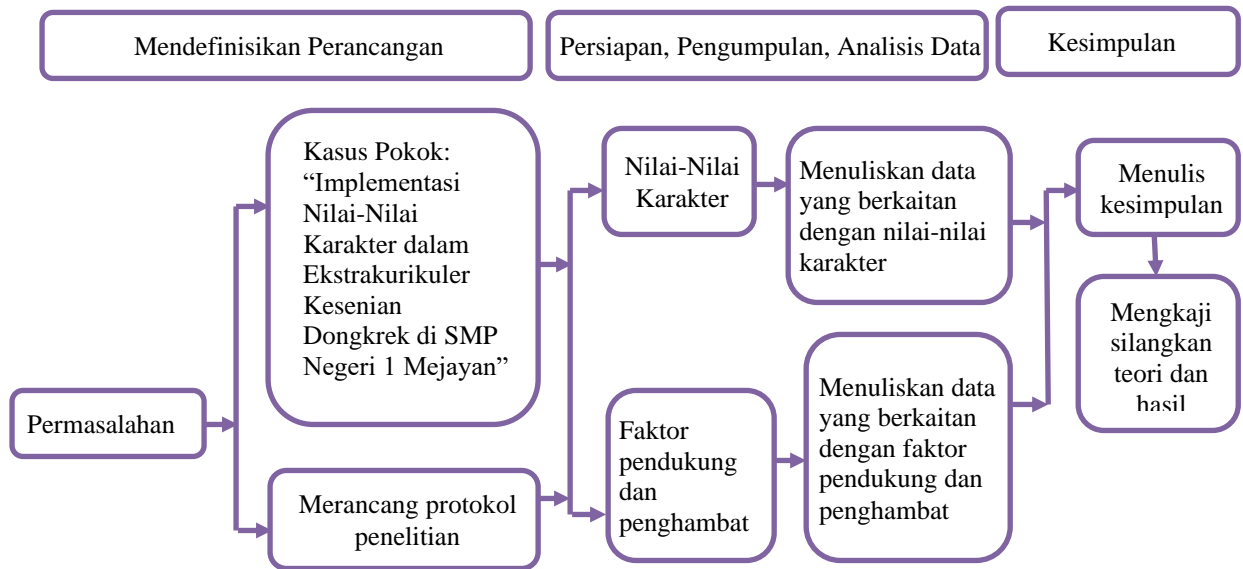 Mendefinisikan Perancangan
Persiapan, Pengumpulan, Analisis Data
Kesimpulan
Permasalahan
Kasus Pokok:
“Implementasi
Nilai-Nilai
Karakter dalam
Ekstrakurikuler
Kesenian
Dongkrek di SMP
Negeri 1 Mejayan”
Merancang protokol
penelitian
Nilai-Nilai
Karakter
Menuliskan data
yang berkaitan
dengan nilai-nilai
karakter
Faktor
pendukung
dan
penghambat
Menuliskan data
yang berkaitan
dengan faktor
pendukung dan
penghambat
Menulis
kesimpulan
Mengkaji
silangkan
teori dan
hasil